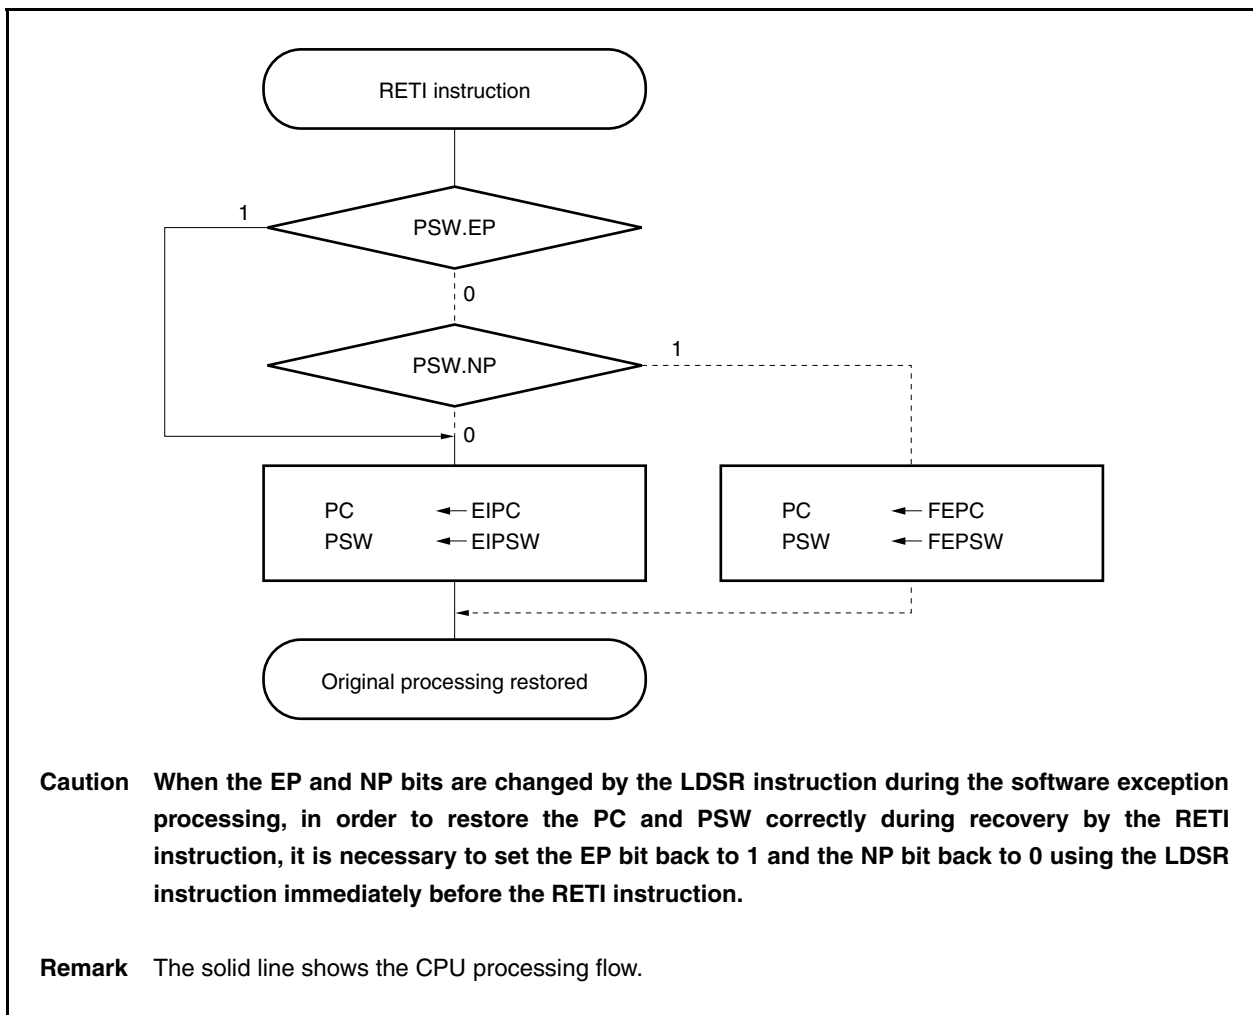 RETI instruction
1
PSW.EP
0
PSW.NP
1
0
PC ← EIPC
PSW ← EIPSW
PC ← FEPC
PSW ← FEPSW
Original processing restored
Caution When the EP and NP bits are changed by the LDSR instruction during the software exception
processing, in order to restore the PC and PSW correctly during recovery by the RETI
instruction, it is necessary to set the EP bit back to 1 and the NP bit back to 0 using the LDSR
instruction immediately before the RETI instruction.
Remark The solid line shows the CPU processing flow.